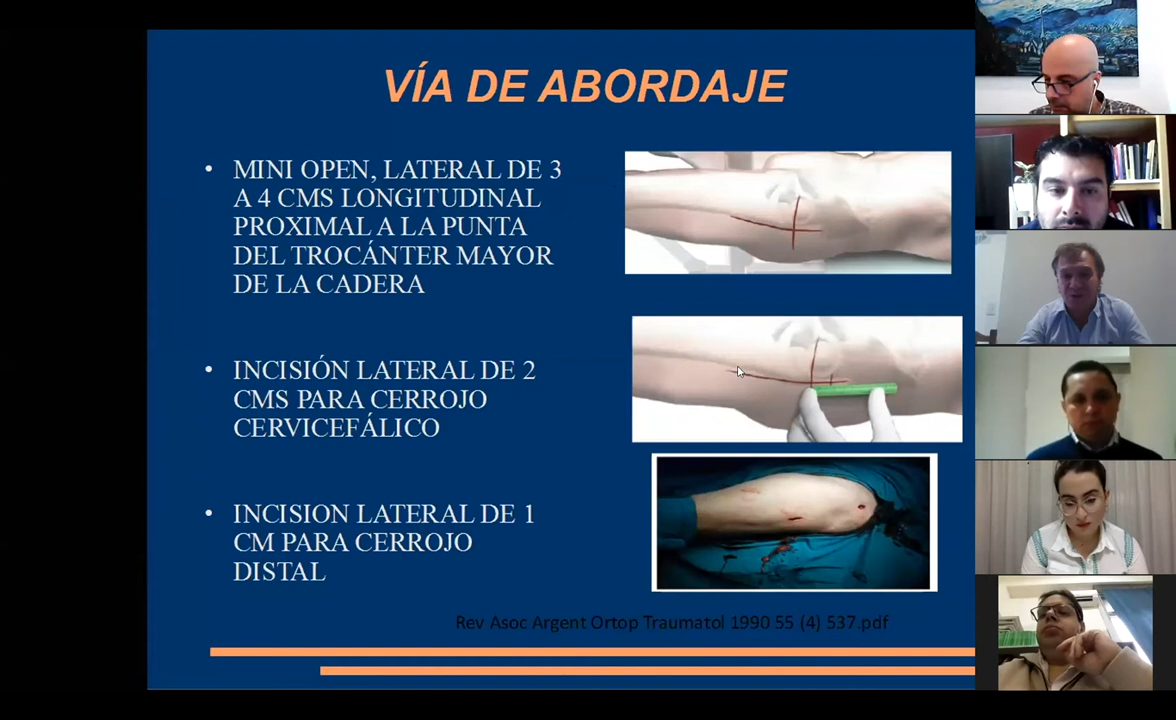 VÍA DE ABORDAJE
• MINI OPEN, LATERAL DE 3
A 4 CMS LONGITUDINAL
PROXIMAL A LA PUNTA
DEL TROCÁNTER MAYOR
DE LA CADERA
• INCISIÓN LATERAL DE 2
CMS PARA CERROJO
CERVICEFÁLICO
• INCISION LATERAL DE 1
CM PARA CERROJO
DISTAL
Rev Asoc Argent Ortop Traumatol 1990 55 (4) 537.pdf